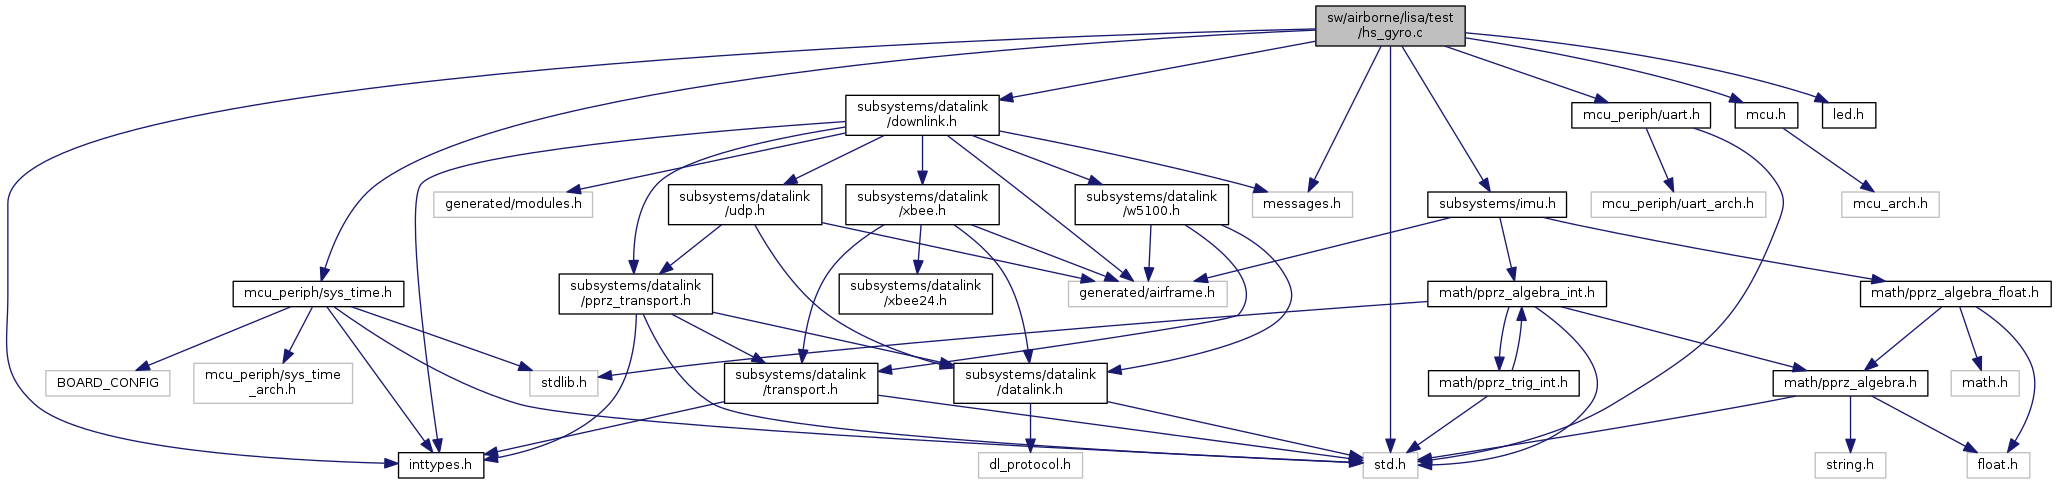 sw/airborne/lisa/test
/hs_gyro.c
subsystems/datalink
/downlink.h
mcu_periph/uart.h
mcu.h
led.h
generated/modules.h
subsystems/datalink
/udp.h
subsystems/datalink
/xbee.h
subsystems/datalink
/w5100.h
messages.h
subsystems/imu.h
mcu_periph/uart_arch.h
mcu_arch.h
mcu_periph/sys_time.h
subsystems/datalink
/pprz_transport.h
subsystems/datalink
/xbee24.h
generated/airframe.h
math/pprz_algebra_int.h
math/pprz_algebra_float.h
BOARD_CONFIG
mcu_periph/sys_time
_arch.h
stdlib.h
subsystems/datalink
/transport.h
subsystems/datalink
/datalink.h
math/pprz_trig_int.h
math/pprz_algebra.h
math.h
inttypes.h
dl_protocol.h
std.h
string.h
float.h